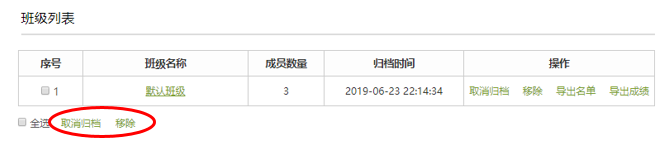 班级列表
序号 班级名称 成员数量 归档时间 操作
1 默认班级 3 2019-06-23 22:14:34 取消归档 移除 导出名单 导出成绩
全选 取消归档 移除